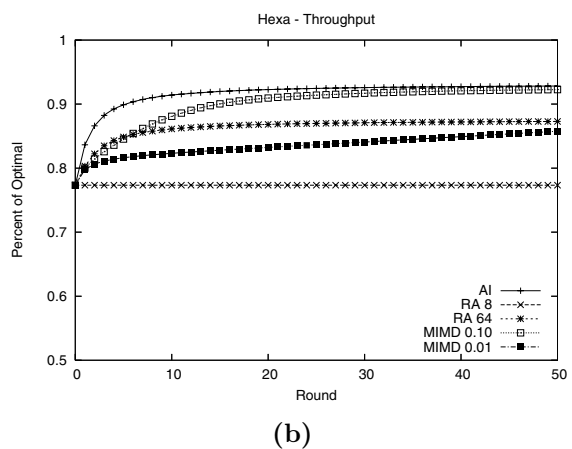 Hexa - Throughput
1
0.9
0.8
0.7
0.6
0.5
Percent of Optimal
AI
RA 8
RA 64
MIMD 0.10
MIMD 0.01
0 10 20 30 40 50
Round
(b)